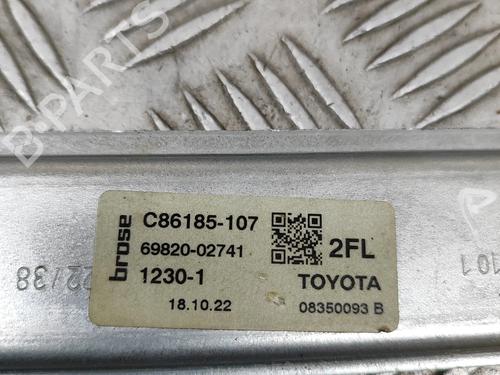 B-PARTS
brose
C86185-107
69820-02741
2FL
1230-1
TOYOTA
18.10.22
08350093 B
22/38
101